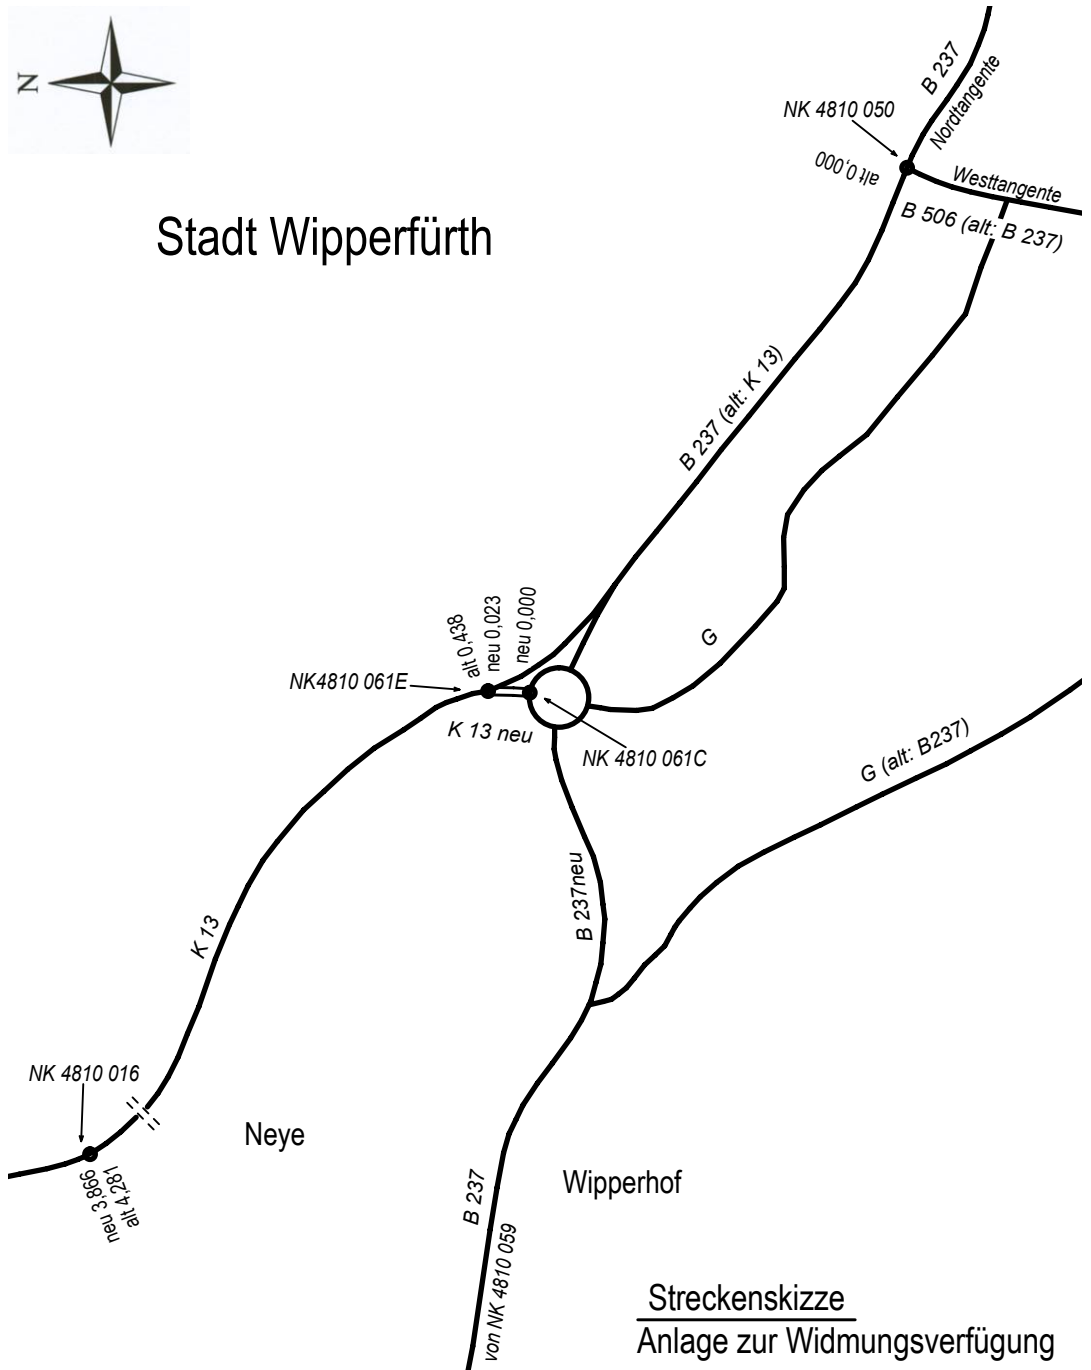 N
B 237
Nordtangente
NK 4810 050
alt 0,000
Westtangente
B 506 (alt: B 237)
Stadt Wipperfürth
B 237 (alt: K 13)
alt 0,438
neu 0,023
neu 0,000
G
NK4810 061E
K 13 neu
NK 4810 061C
G (alt: B237)
B 237neu
K 13
NK 4810 016
neu 3,866
alt 4,281
Neye
Wipperhof
B 237
von NK 4810 059
Streckenskizze
Anlage zur Widmungsverfügung